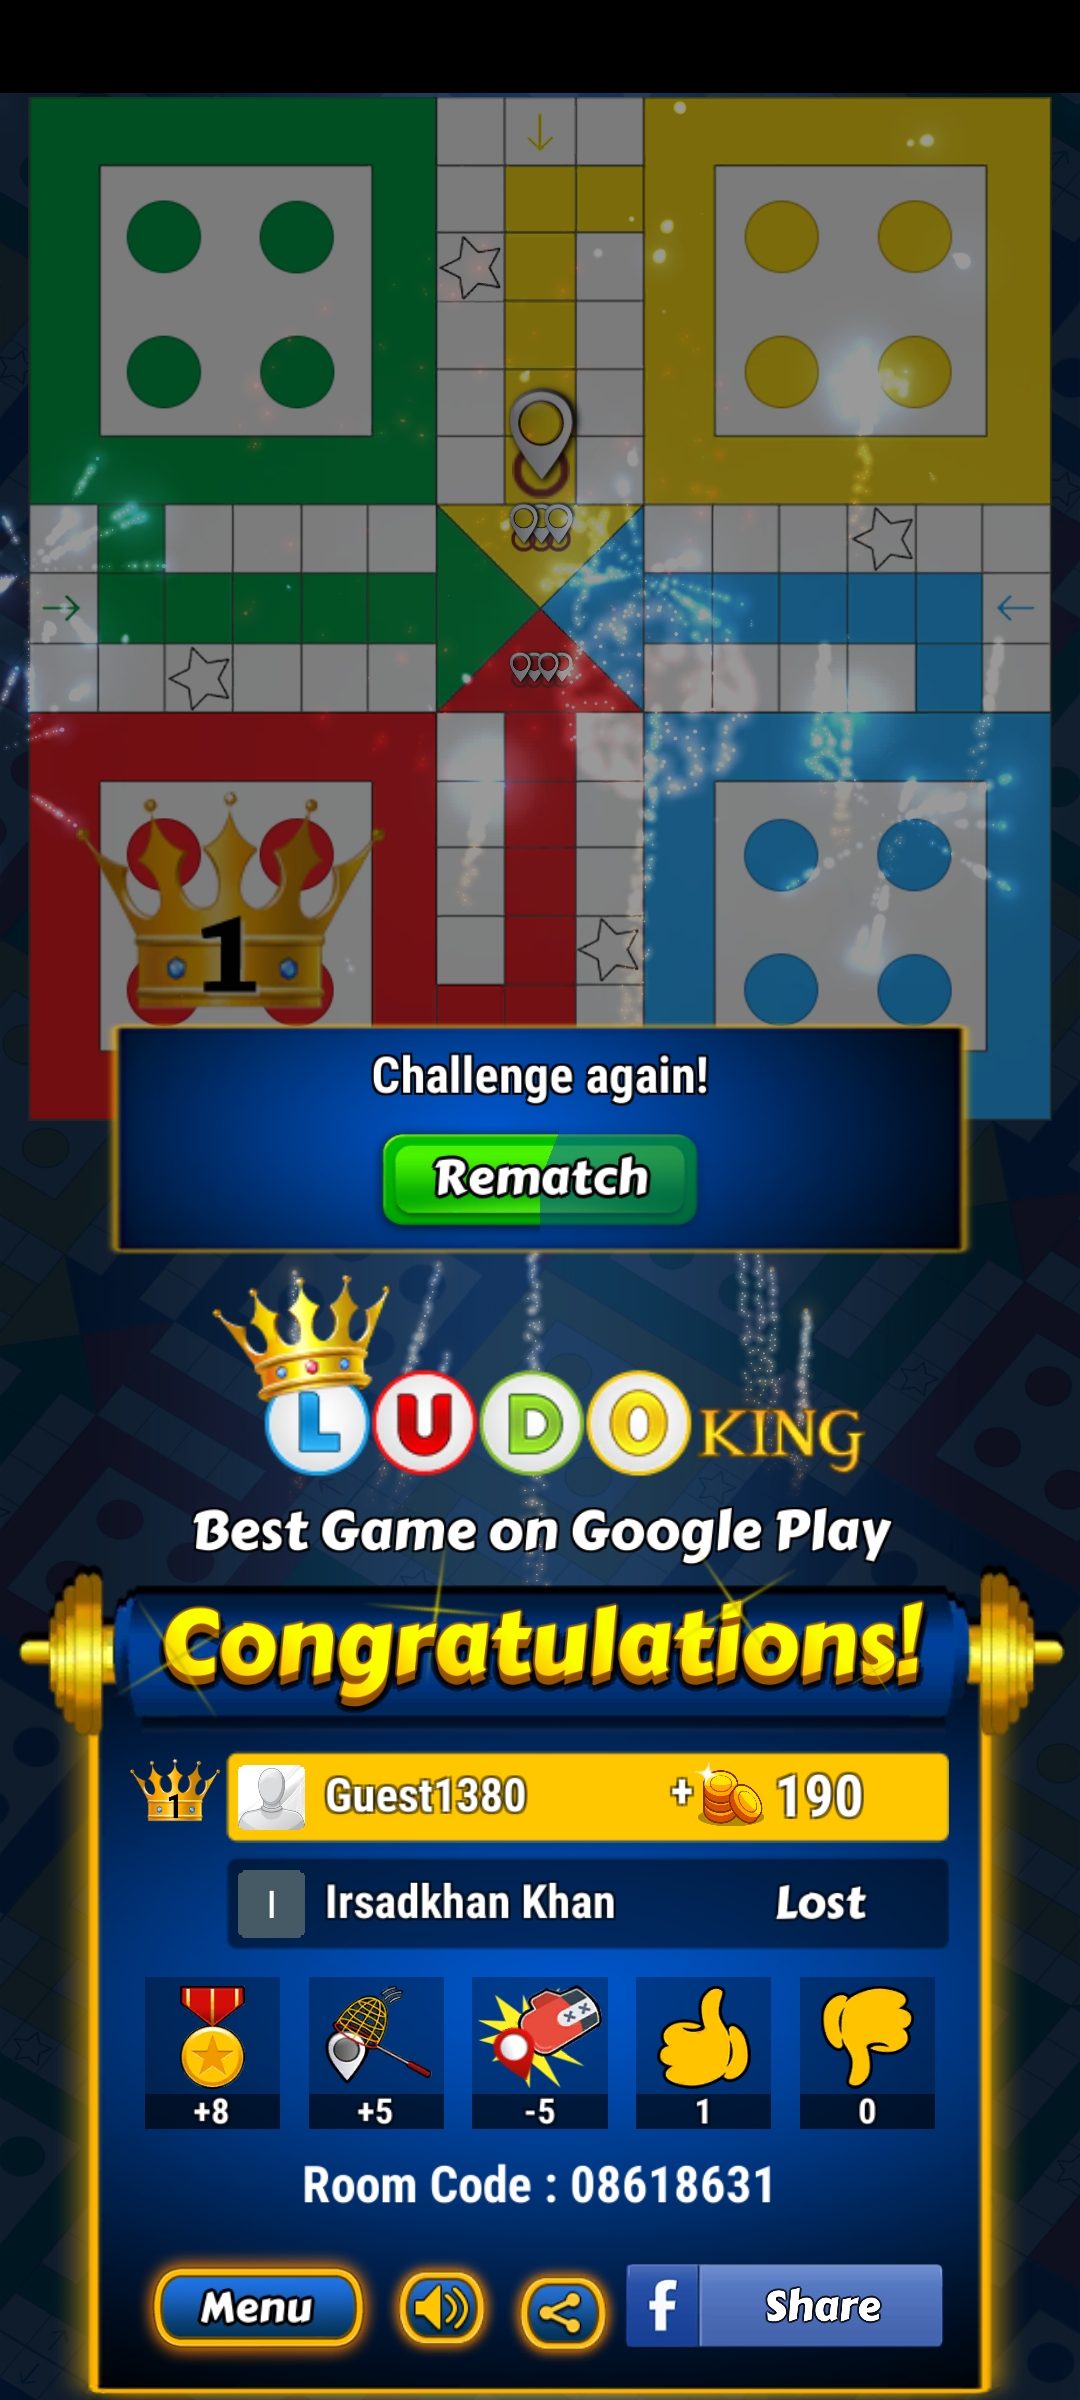 1
Challenge again!
Rematch
LUDO KING
Best Game on Google Play
Congratulations!
1 Guest1380 + 190
I Irsadkhan Khan Lost
+8 +5 -5 1 0
Room Code : 08618631
Menu f Share